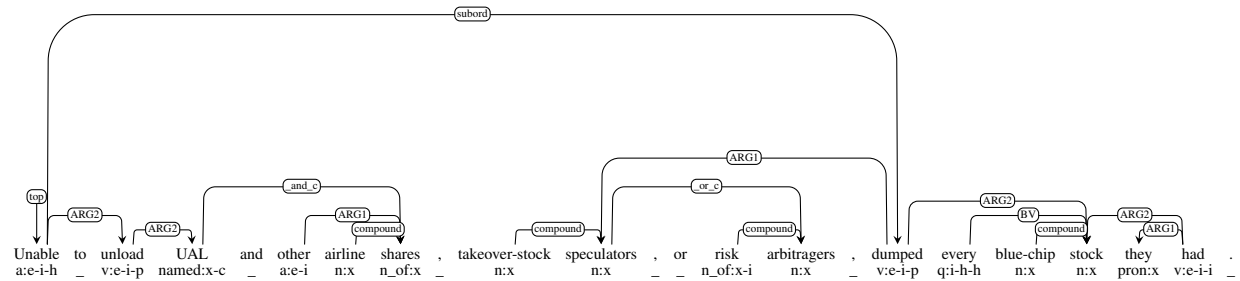 subord
ARG1
_and_c _or_c
top ARG2
ARG2 ARG1 BV ARG2
ARG2 compound compound compound compound ARG1
Unable to unload UAL and other airline shares , takeover-stock speculators , or risk arbitragers , dumped every blue-chip stock they had .
a:e-i-h _ v:e-i-p named:x-c _ a:e-i n:x n_of:x _ n:x n:x _ _ n_of:x-i n:x _ v:e-i-p q:i-h-h n:x n:x pron:x v:e-i-i _